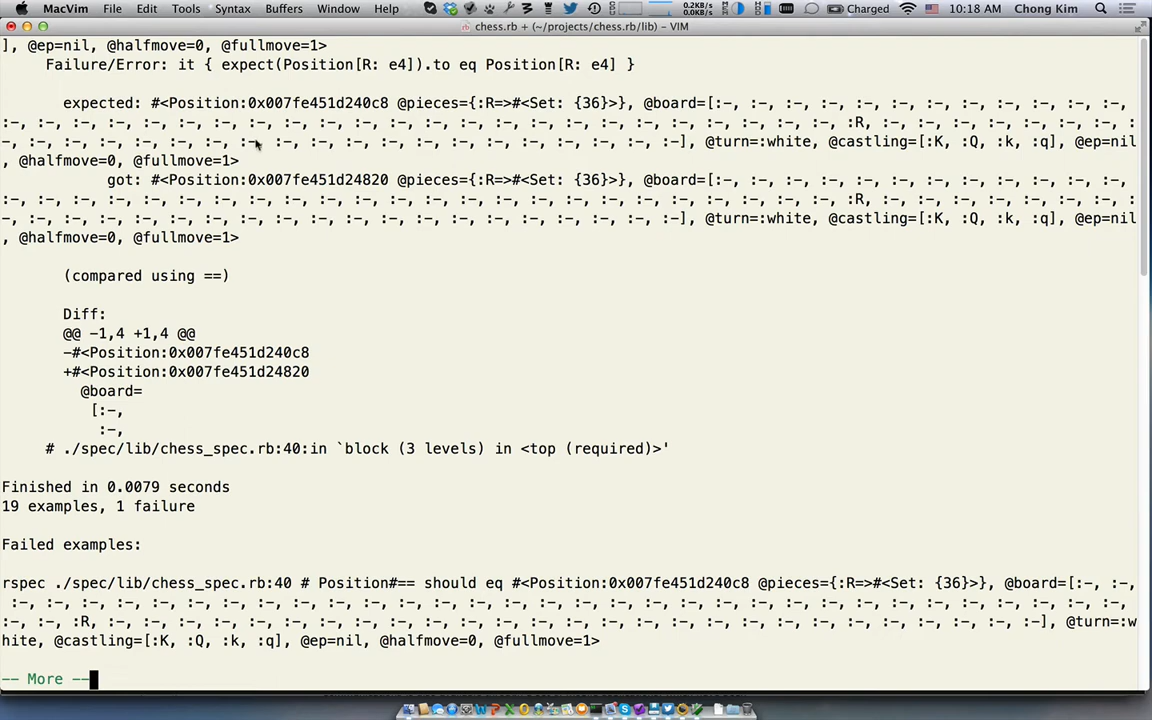 MacVim File Edit Tools Syntax Buffers Window Help 0.2KB/s 0.0KB/s Charged 10:18 AM Chong Kim
chess.rb + (~/projects/chess.rb/lib) – VIM
], @ep=nil, @halfmove=0, @fullmove=1>
Failure/Error: it { expect(Position[R: e4]).to eq Position[R: e4] }
expected: #<Position:0x007fe451d240c8 @pieces={:R=>#<Set: {36}>}, @board=[:-, :-, :-, :-, :-, :-, :-, :-, :-, :-, :-, :-,
:-, :-, :-, :-, :-, :-, :-, :-, :-, :-, :-, :-, :-, :-, :-, :-, :-, :-, :-, :-, :-, :-, :-, :-, :R, :-, :-, :-, :-, :-, :-, :
-, :-, :-, :-, :-, :-, :-, :-, :-, :-, :-, :-, :-, :-, :-, :-, :-, :-, :-, :-, :-], @turn=:white, @castling=[:K, :Q, :k, :q], @ep=nil
, @halfmove=0, @fullmove=1>
got: #<Position:0x007fe451d24820 @pieces={:R=>#<Set: {36}>}, @board=[:-, :-, :-, :-, :-, :-, :-, :-, :-, :-, :-, :-,
:-, :-, :-, :-, :-, :-, :-, :-, :-, :-, :-, :-, :-, :-, :-, :-, :-, :-, :-, :-, :-, :-, :-, :-, :R, :-, :-, :-, :-, :-, :-, :
-, :-, :-, :-, :-, :-, :-, :-, :-, :-, :-, :-, :-, :-, :-, :-, :-, :-, :-, :-, :-], @turn=:white, @castling=[:K, :Q, :k, :q], @ep=nil
, @halfmove=0, @fullmove=1>
(compared using ==)
Diff:
@@ -1,4 +1,4 @@
-#<Position:0x007fe451d240c8
+#<Position:0x007fe451d24820
@board=
[:-,
:-,
# ./spec/lib/chess_spec.rb:40:in `block (3 levels) in <top (required)>'
Finished in 0.0079 seconds
19 examples, 1 failure
Failed examples:
rspec ./spec/lib/chess_spec.rb:40 # Position#== should eq #<Position:0x007fe451d240c8 @pieces={:R=>#<Set: {36}>}, @board=[:-, :-,
:-, :-, :-, :-, :-, :-, :-, :-, :-, :-, :-, :-, :-, :-, :-, :-, :-, :-, :-, :-, :-, :-, :-, :-, :-, :-, :-, :-, :-, :-, :-, :-,
:-, :-, :R, :-, :-, :-, :-, :-, :-, :-, :-, :-, :-, :-, :-, :-, :-, :-, :-, :-, :-, :-, :-, :-, :-, :-, :-, :-, :-, :-], @turn=:w
hite, @castling=[:K, :Q, :k, :q], @ep=nil, @halfmove=0, @fullmove=1>
-- More --